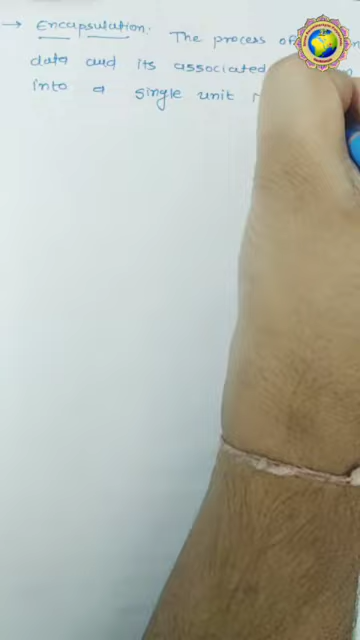 → Encapsulation: The process of
data and its associated
into a single unit